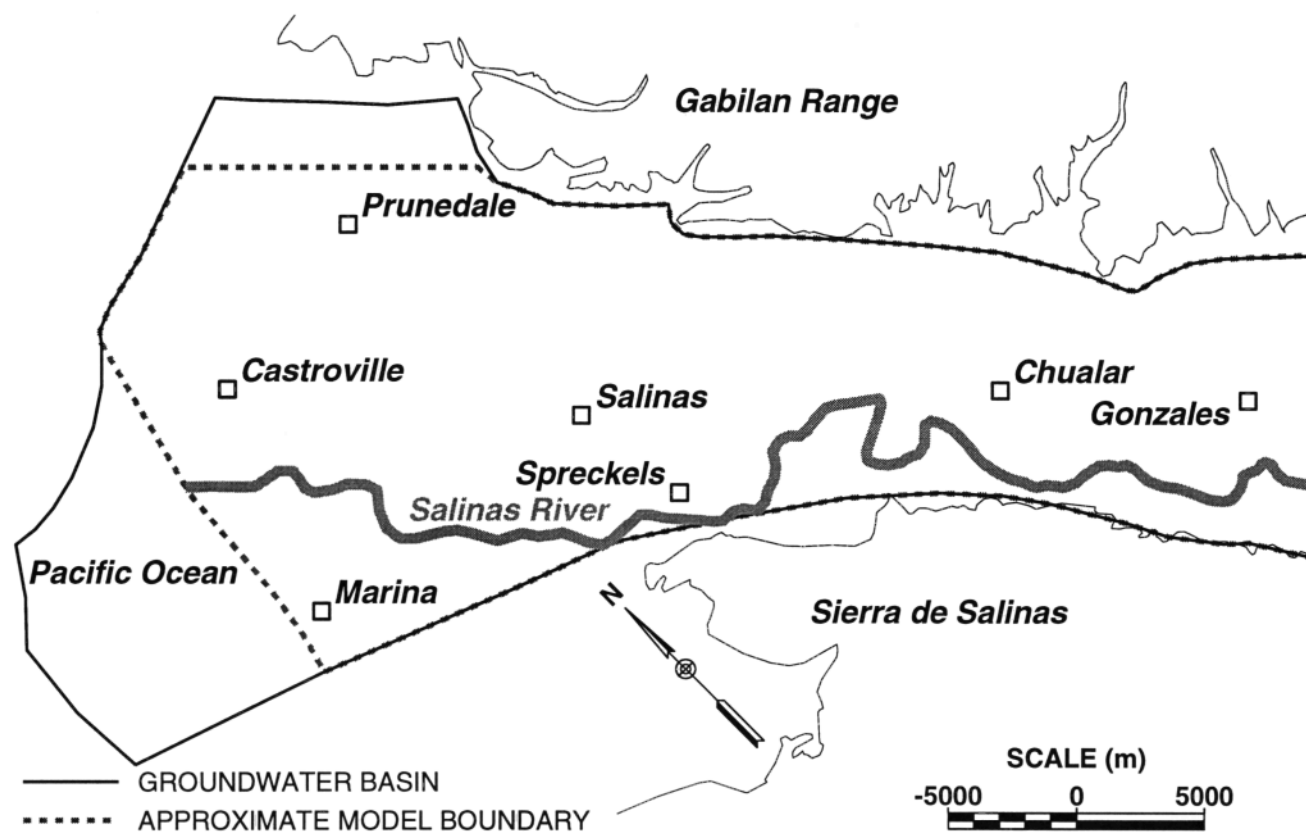 Gabilan Range
Prunedale
Castroville
Salinas
Chualar
Gonzales
Spreckels
Salinas River
Pacific Ocean
Marina
N
Sierra de Salinas
GROUNDWATER BASIN
APPROXIMATE MODEL BOUNDARY
SCALE (m)
-5000 0 5000